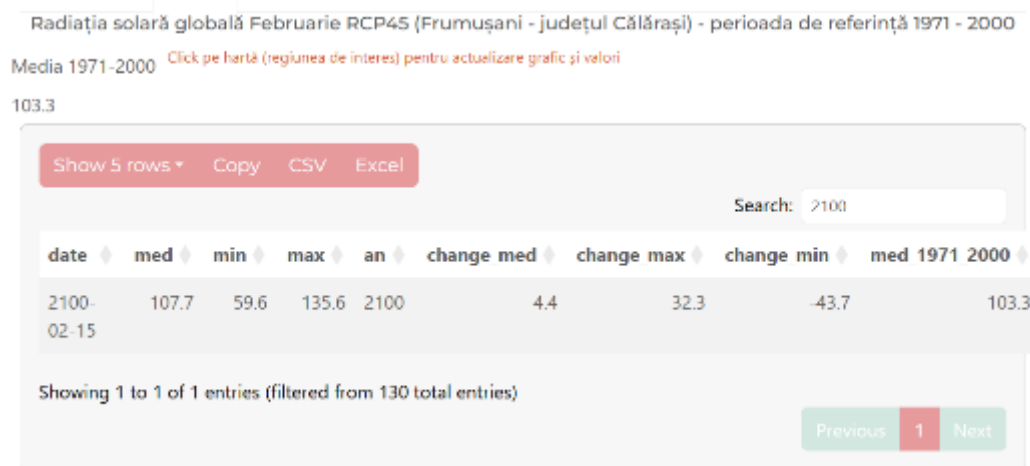 Radiația solară globală Februarie RCP45 (Frumușani - județul Călărași) - perioada de referință 1971 - 2000
Media 1971-2000 Click pe hartă (regiunea de interes) pentru actualizare grafic și valori
103.3
Show 5 rows Copy CSV Excel
Search: 2100
date med min max an change med change max change min med 1971 2000
2100- 107.7 59.6 135.6 2100 4.4 32.3 -43.7 103.3
02-15
Showing 1 to 1 of 1 entries (filtered from 130 total entries)
Previous 1 Next